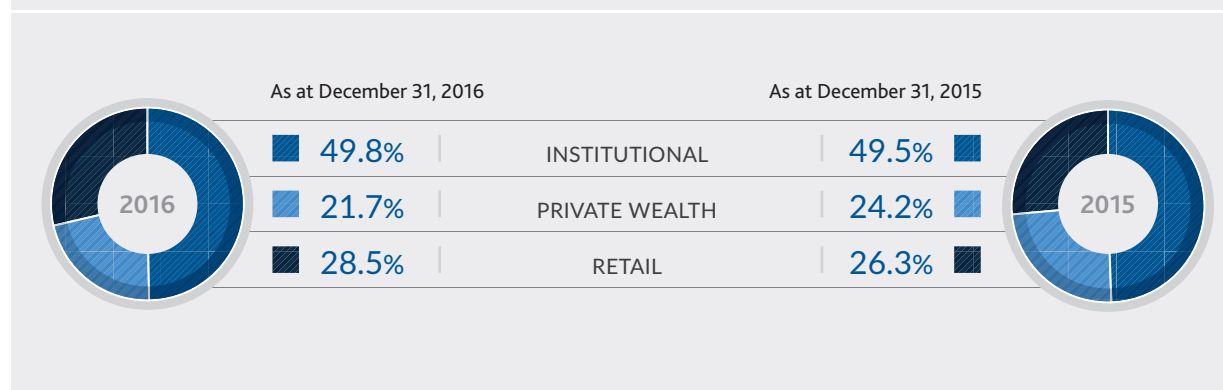 As at December 31, 2016 As at December 31, 2015
49.8% INSTITUTIONAL 49.5%
2016 21.7% PRIVATE WEALTH 24.2% 2015
28.5% RETAIL 26.3%